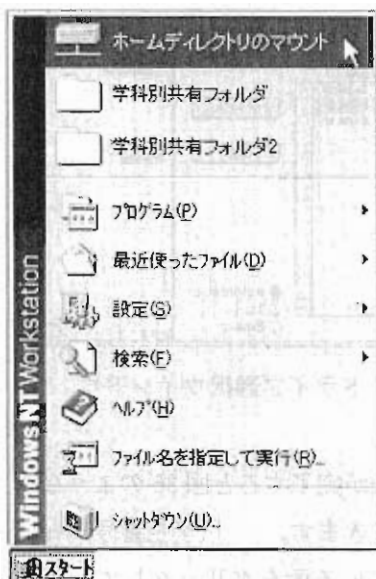 ホームディレクトリのマウント
学科別共有フォルダ
学科別共有フォルダ2
プログラム(P)
最近使ったファイル(D)
設定(S)
検索(F)
ヘルプ(H)
ファイル名を指定して実行(R)...
シャットダウン(U)...
Windows NT Workstation
スタート